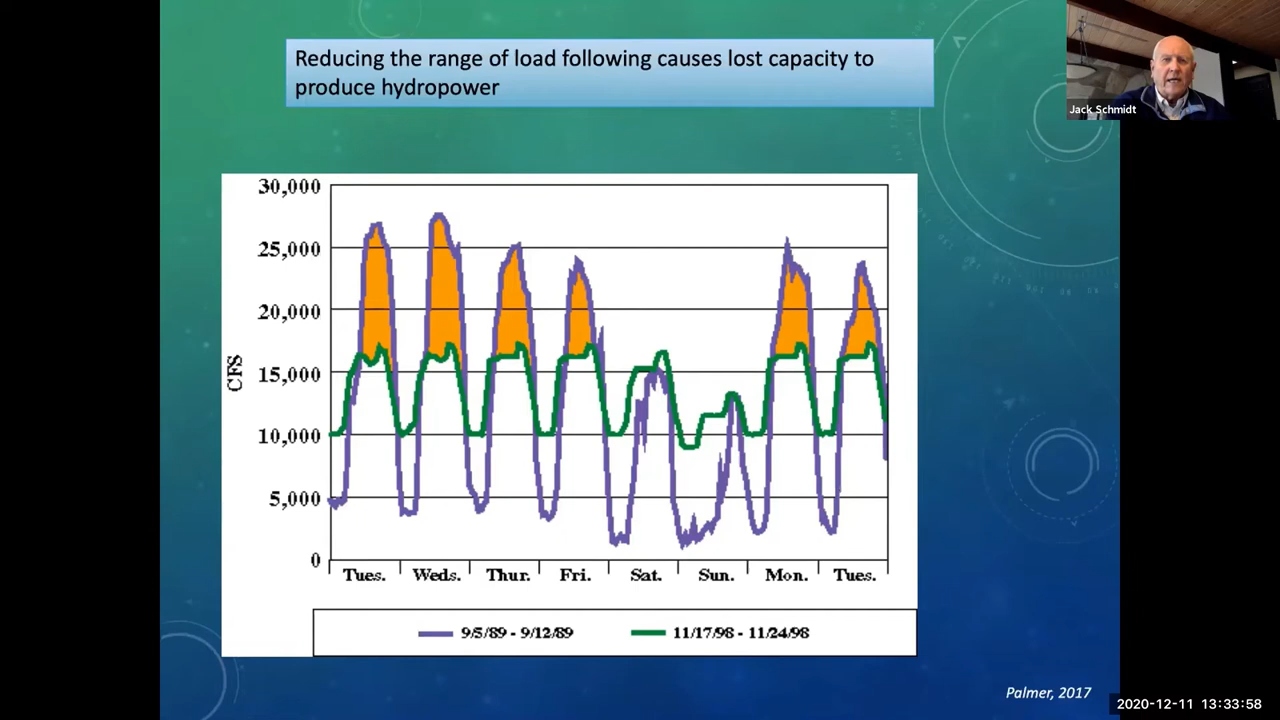 Reducing the range of load following causes lost capacity to
produce hydropower
Jack Schmidt
30,000
25,000
20,000
15,000
10,000
5,000
0
CFS
Tues. Weds. Thur. Fri. Sat. Sun. Mon. Tues.
9/5/89 - 9/12/89 11/17/98 - 11/24/98
Palmer, 2017
2020-12-11 13:33:58